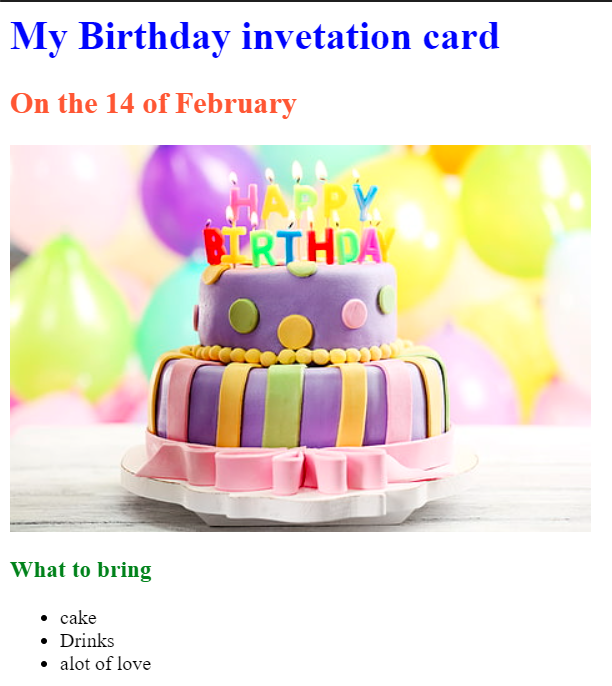 My Birthday invetation card
On the 14 of February
HAPPY
BIRTHDAY
What to bring
cake
Drinks
alot of love